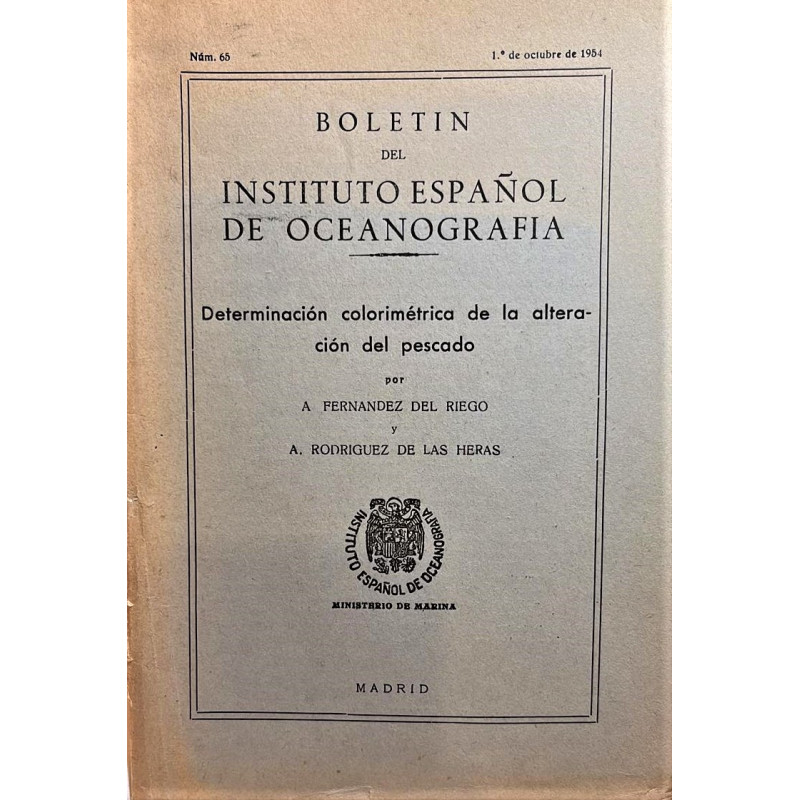 Núm. 65
1.º de octubre de 1954
BOLETIN
DEL
INSTITUTO ESPAÑOL
DE OCEANOGRAFIA
Determinación colorimétrica de la altera-
ción del pescado
por
A FERNANDEZ DEL RIEGO
y
A. RODRIGUEZ DE LAS HERAS
INSTITUTO ESPAÑOL DE OCEANOGRAFIA
MINISTERIO DE MARINA
MADRID